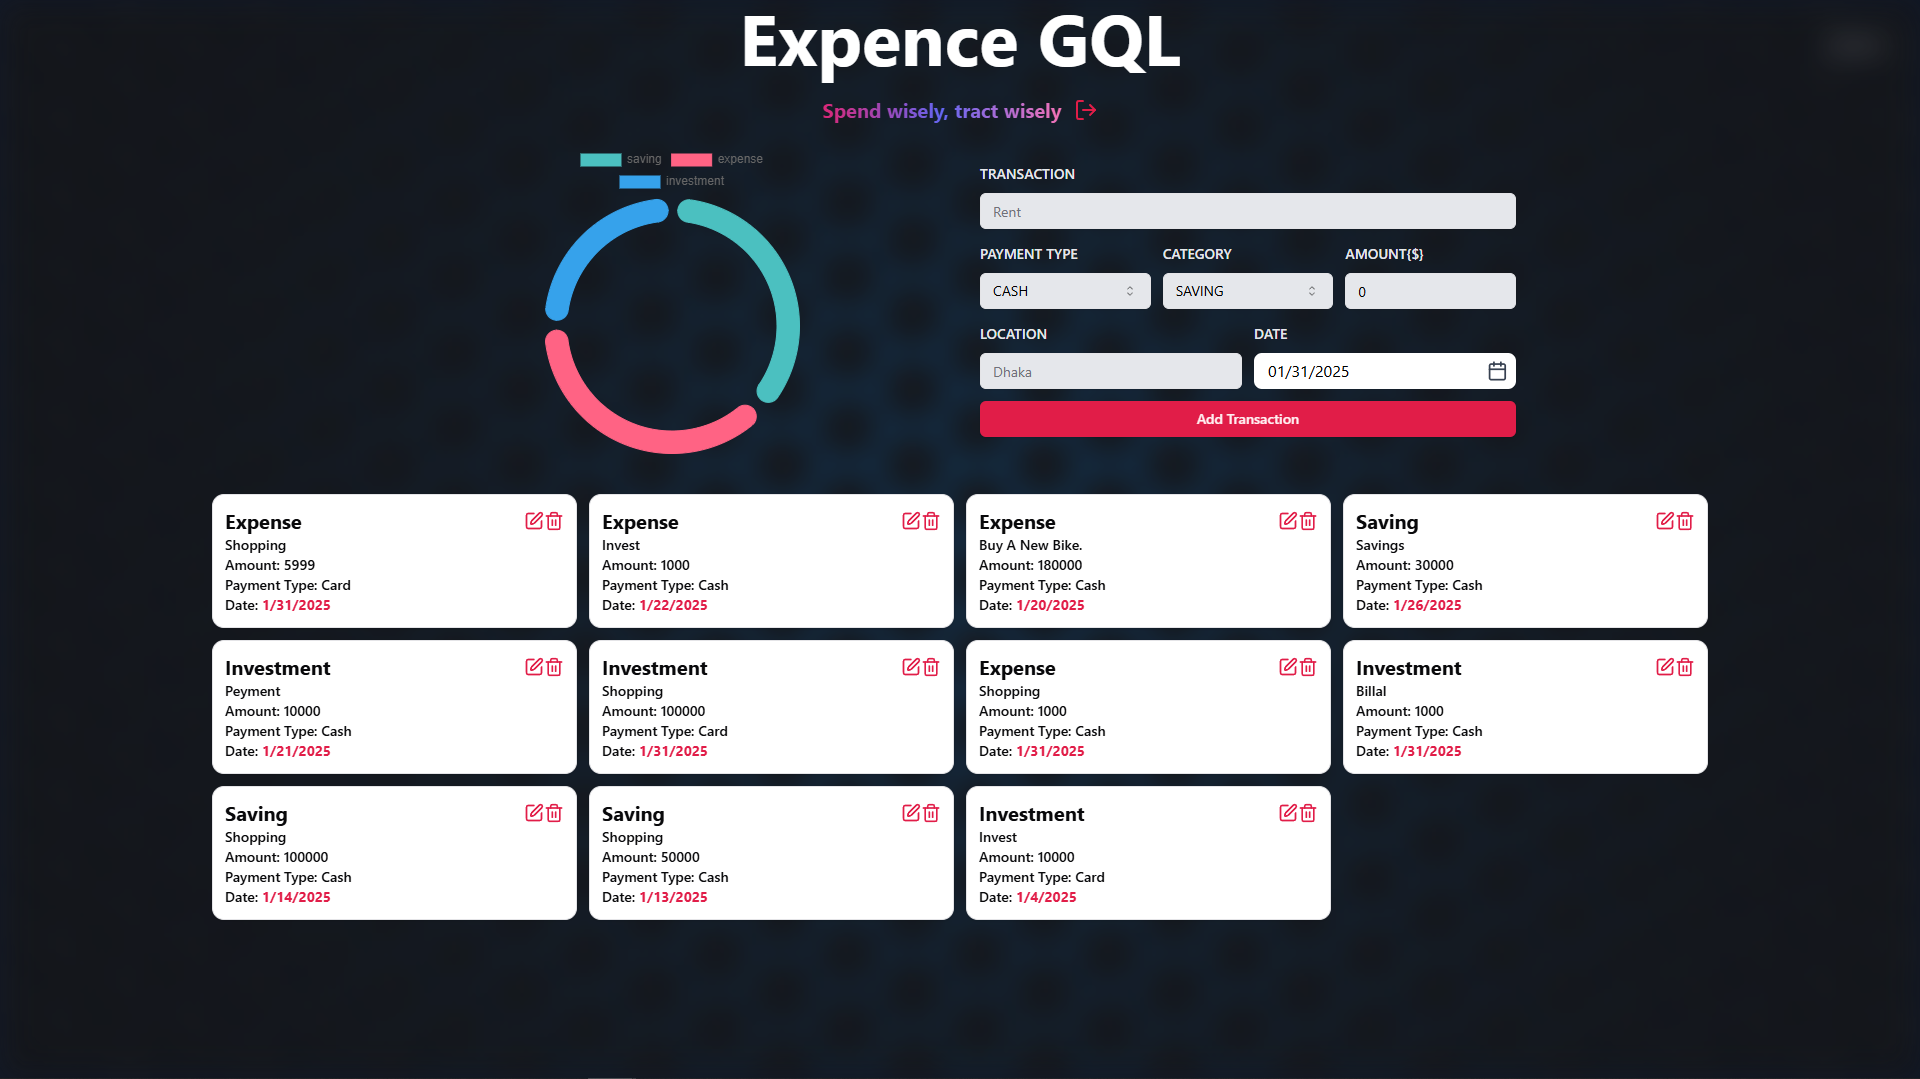 Expence GQL
Spend wisely, tract wisely
saving expense
investment
TRANSACTION
Rent
PAYMENT TYPE CATEGORY AMOUNT($)
CASH SAVING 0
LOCATION DATE
Dhaka 01/31/2025
Add Transaction
Expense
Shopping
Amount: 5999
Payment Type: Card
Date: 1/31/2025
Expense
Invest
Amount: 1000
Payment Type: Cash
Date: 1/22/2025
Expense
Buy A New Bike.
Amount: 180000
Payment Type: Cash
Date: 1/20/2025
Saving
Savings
Amount: 30000
Payment Type: Cash
Date: 1/26/2025
Investment
Peyment
Amount: 10000
Payment Type: Cash
Date: 1/21/2025
Investment
Shopping
Amount: 100000
Payment Type: Card
Date: 1/31/2025
Expense
Shopping
Amount: 1000
Payment Type: Cash
Date: 1/31/2025
Investment
Billal
Amount: 1000
Payment Type: Cash
Date: 1/31/2025
Saving
Shopping
Amount: 100000
Payment Type: Cash
Date: 1/14/2025
Saving
Shopping
Amount: 50000
Payment Type: Cash
Date: 1/13/2025
Investment
Invest
Amount: 10000
Payment Type: Card
Date: 1/4/2025